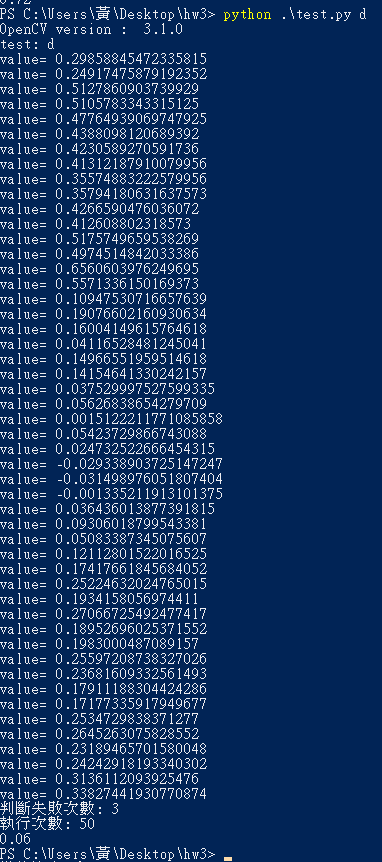 0.72
PS C:\Users\黃\Desktop\hw3> python .\test.py d
OpenCV version :  3.1.0
test: d
value= 0.29858845472335815
value= 0.24917475879192352
value= 0.5127860903739929
value= 0.5105783343315125
value= 0.47764939069747925
value= 0.4388098120689392
value= 0.4230589270591736
value= 0.41312187910079956
value= 0.35574883222579956
value= 0.35794180631637573
value= 0.4266590476036072
value= 0.412608802318573
value= 0.5175749659538269
value= 0.4974514842033386
value= 0.6560603976249695
value= 0.5571336150169373
value= 0.10947530716657639
value= 0.19076602160930634
value= 0.16004149615764618
value= 0.04116528481245041
value= 0.14966551959514618
value= 0.14154641330242157
value= 0.037529997527599335
value= 0.05626838654279709
value= 0.0015122211771085858
value= 0.05423729866743088
value= 0.024732522666454315
value= -0.029338903725147247
value= -0.031498976051807404
value= -0.001335211913101375
value= 0.036436013877391815
value= 0.09306018799543381
value= 0.05083387345075607
value= 0.12112801522016525
value= 0.17417661845684052
value= 0.25224632024765015
value= 0.1934158056974411
value= 0.27066725492477417
value= 0.18952696025371552
value= 0.1983000487089157
value= 0.25597208738327026
value= 0.23681609332561493
value= 0.17911188304424286
value= 0.17177335917949677
value= 0.2534729838371277
value= 0.2645263075828552
value= 0.23189465701580048
value= 0.24242918193340302
value= 0.3136112093925476
value= 0.33827441930770874
判斷失敗次數: 3
執行次數: 50
0.06
PS C:\Users\黃\Desktop\hw3>